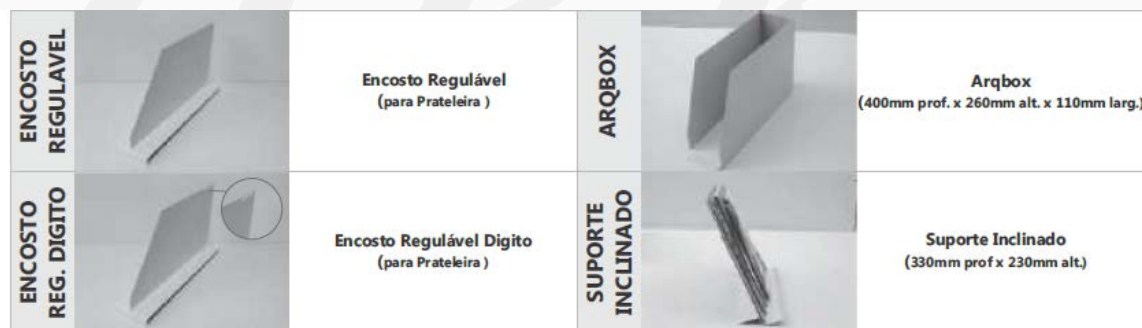 ENCOSTO
REGULAVEL
Encosto Regulável
(para Prateleira )
ARQBOX
Arqbox
(400mm prof. x 260mm alt. x 110mm larg.)
ENCOSTO
REG. DIGITO
Encosto Regulável Digito
(para Prateleira )
SUPORTE
INCLINADO
Suporte Inclinado
(330mm prof x 230mm alt.)